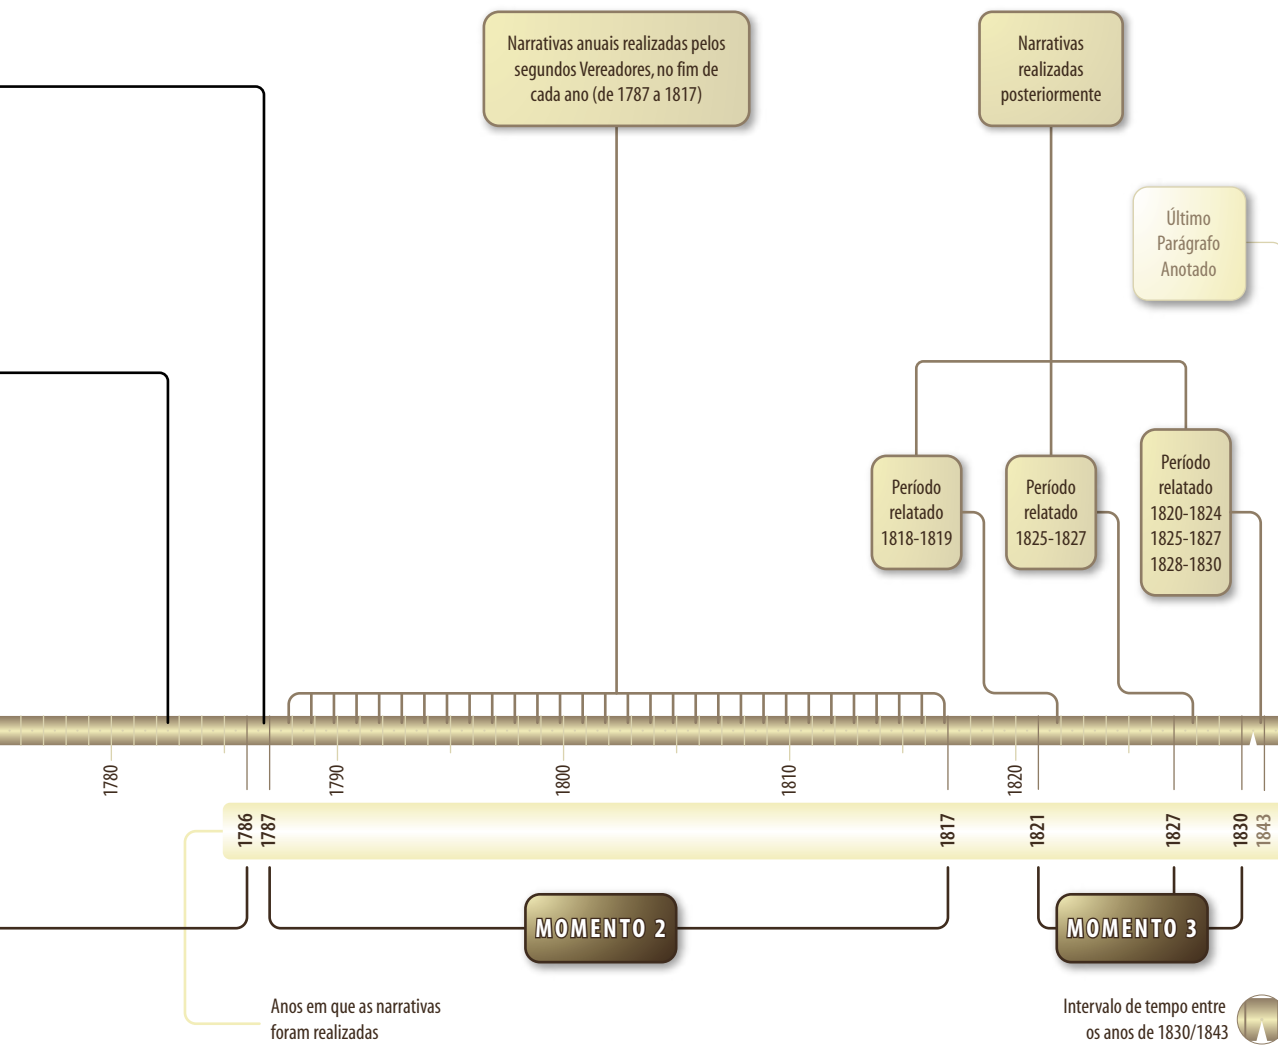 Narrativas anuais realizadas pelos
segundos Vereadores, no fim de
cada ano (de 1787 a 1817)
Narrativas
realizadas
posteriormente
Último
Parágrafo
Anotado
Período
relatado
1818-1819
Período
relatado
1825-1827
Período
relatado
1820-1824
1825-1827
1828-1830
1780
1790
1800
1810
1820
1786
1787
1817
1821
1827
1830
1843
MOMENTO 2
MOMENTO 3
Anos em que as narrativas
foram realizadas
Intervalo de tempo entre
os anos de 1830/1843